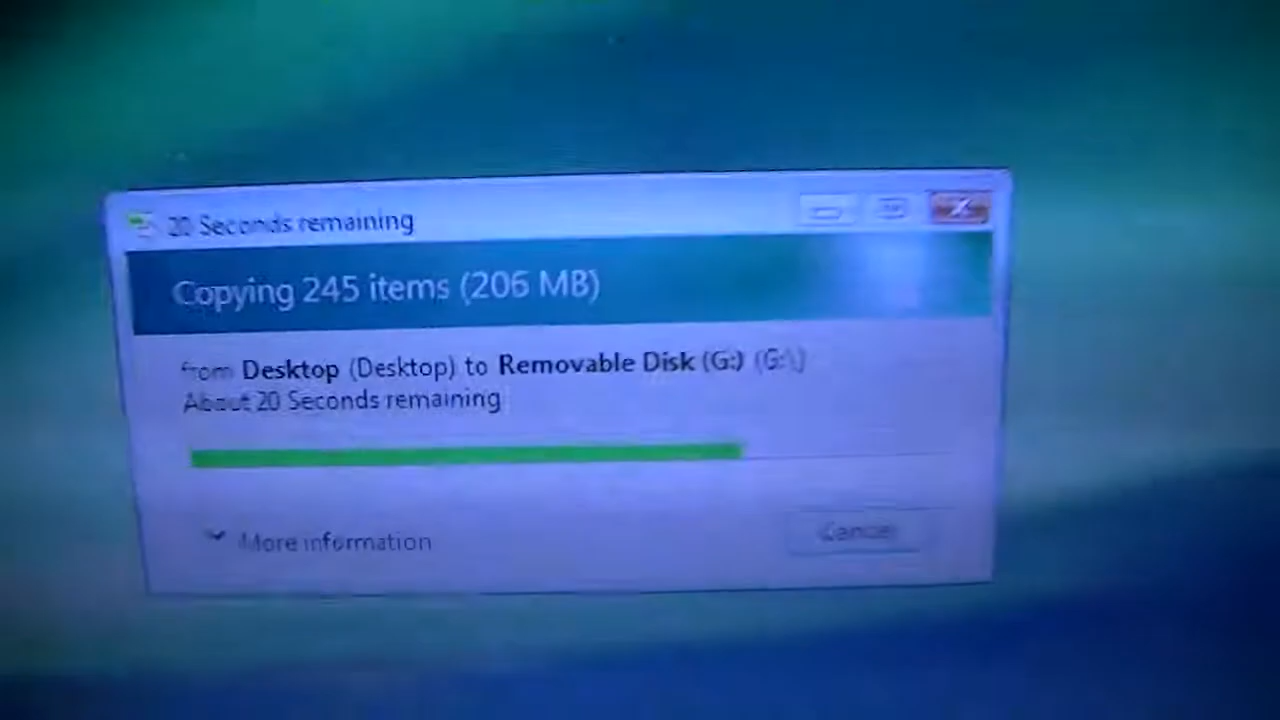 20 Seconds remaining
Copying 245 items (206 MB)
from Desktop (Desktop) to Removable Disk (G:) (G:\)
About 20 Seconds remaining
More information
Cancel